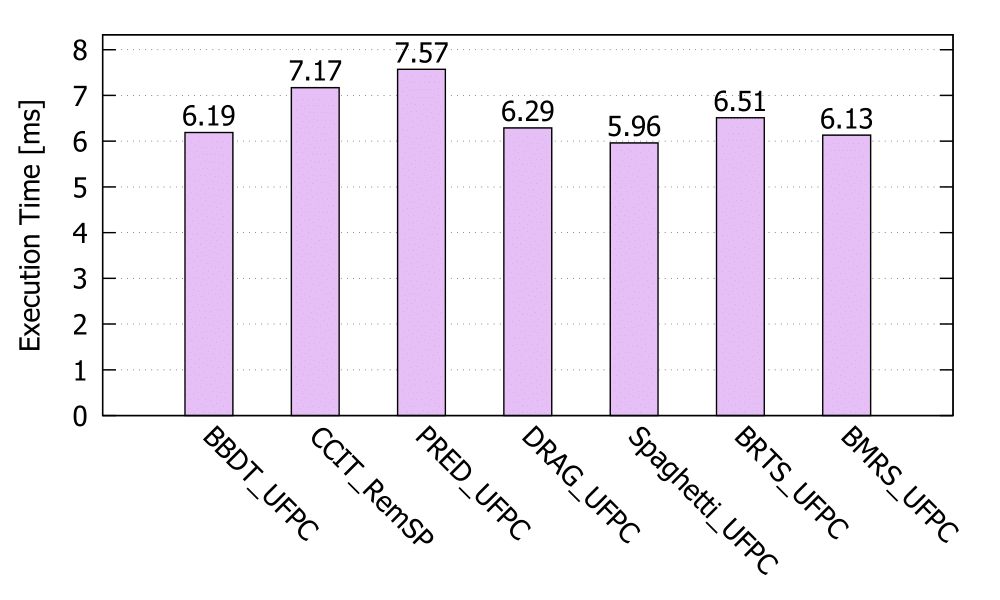 Execution Time [ms]
8
7
6
5
4
3
2
1
0
6.19
7.17
7.57
6.29
5.96
6.51
6.13
BBDT_UFPC
CCIT_RemSP
PRED_UFPC
DRAG_UFPC
Spaghetti_UFPC
BRTS_UFPC
BMRS_UFPC